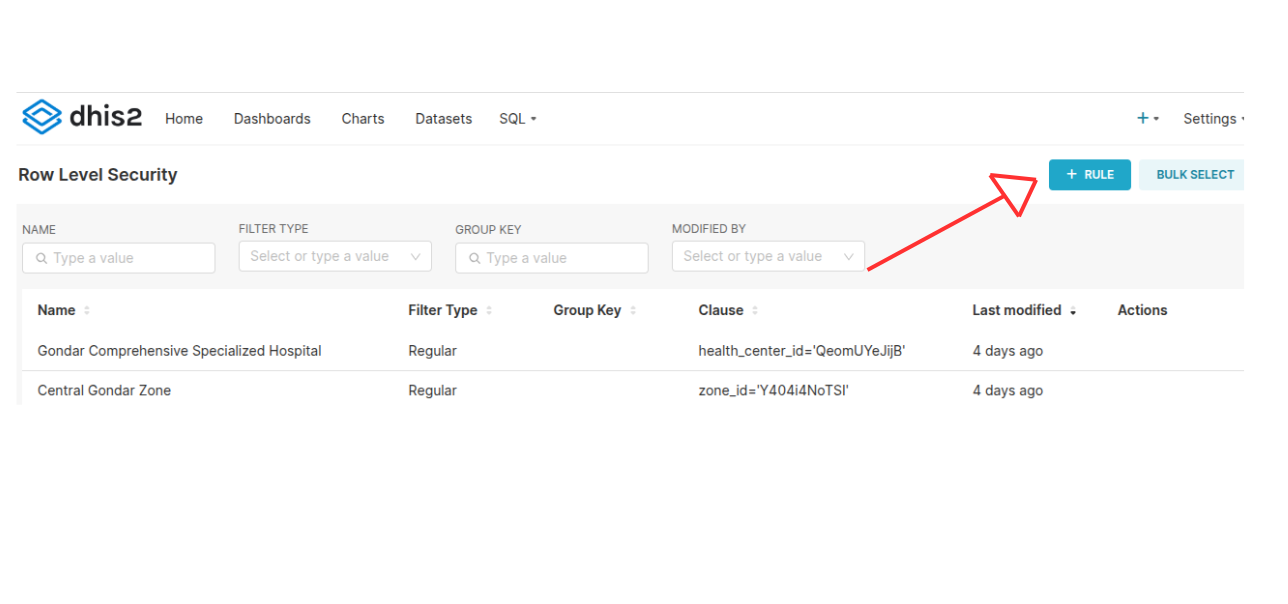 dhis2 Home Dashboards Charts Datasets SQL + Settings
Row Level Security + RULE BULK SELECT
NAME FILTER TYPE GROUP KEY MODIFIED BY
Type a value Select or type a value Type a value Select or type a value
Name Filter Type Group Key Clause Last modified Actions
Gondar Comprehensive Specialized Hospital Regular health_center_id='QeomUYeJijB' 4 days ago
Central Gondar Zone Regular zone_id='Y404i4NoTSI' 4 days ago